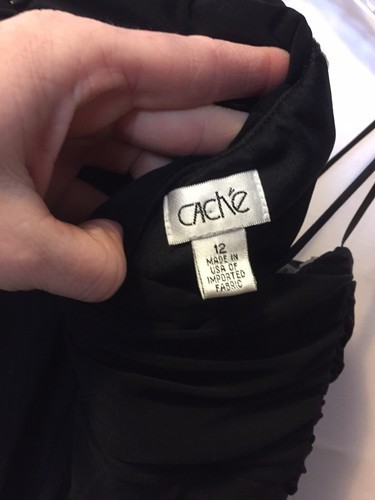 CACHé
12
MADE IN
USA OF
IMPORTED
FABRIC